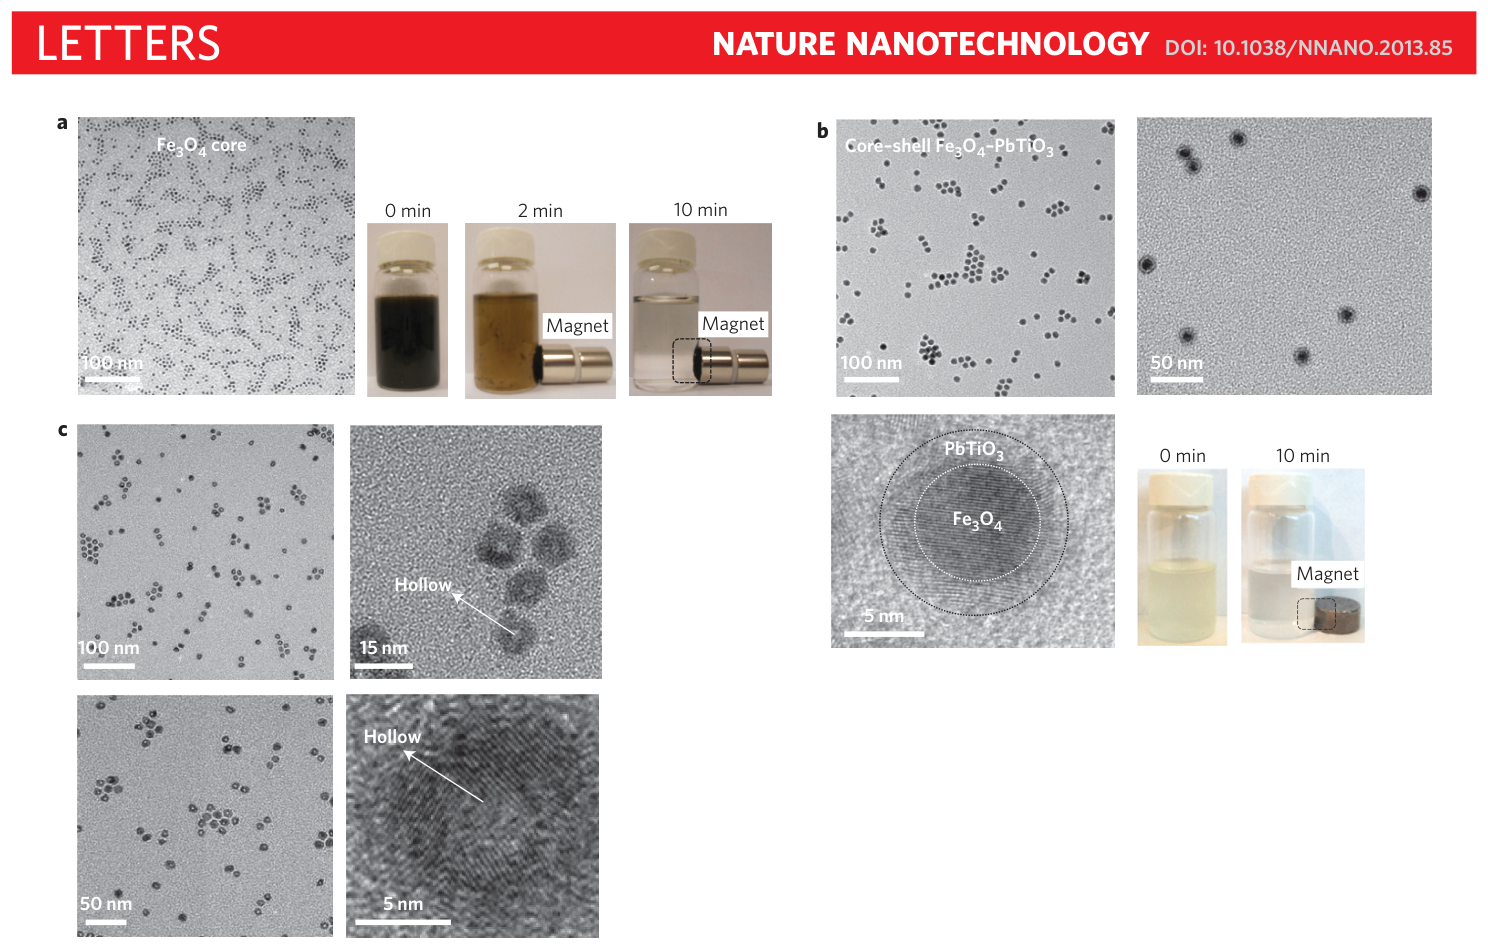 LETTERS
NATURE NANOTECHNOLOGY DOI: 10.1038/NNANO.2013.85
a
Fe₃O₄ core
100 nm
0 min
2 min
Magnet
10 min
Magnet
b
Core–shell Fe₃O₄–PbTiO₃
100 nm
50 nm
PbTiO₃
Fe₃O₄
5 nm
0 min
10 min
Magnet
c
100 nm
Hollow
15 nm
50 nm
Hollow
5 nm